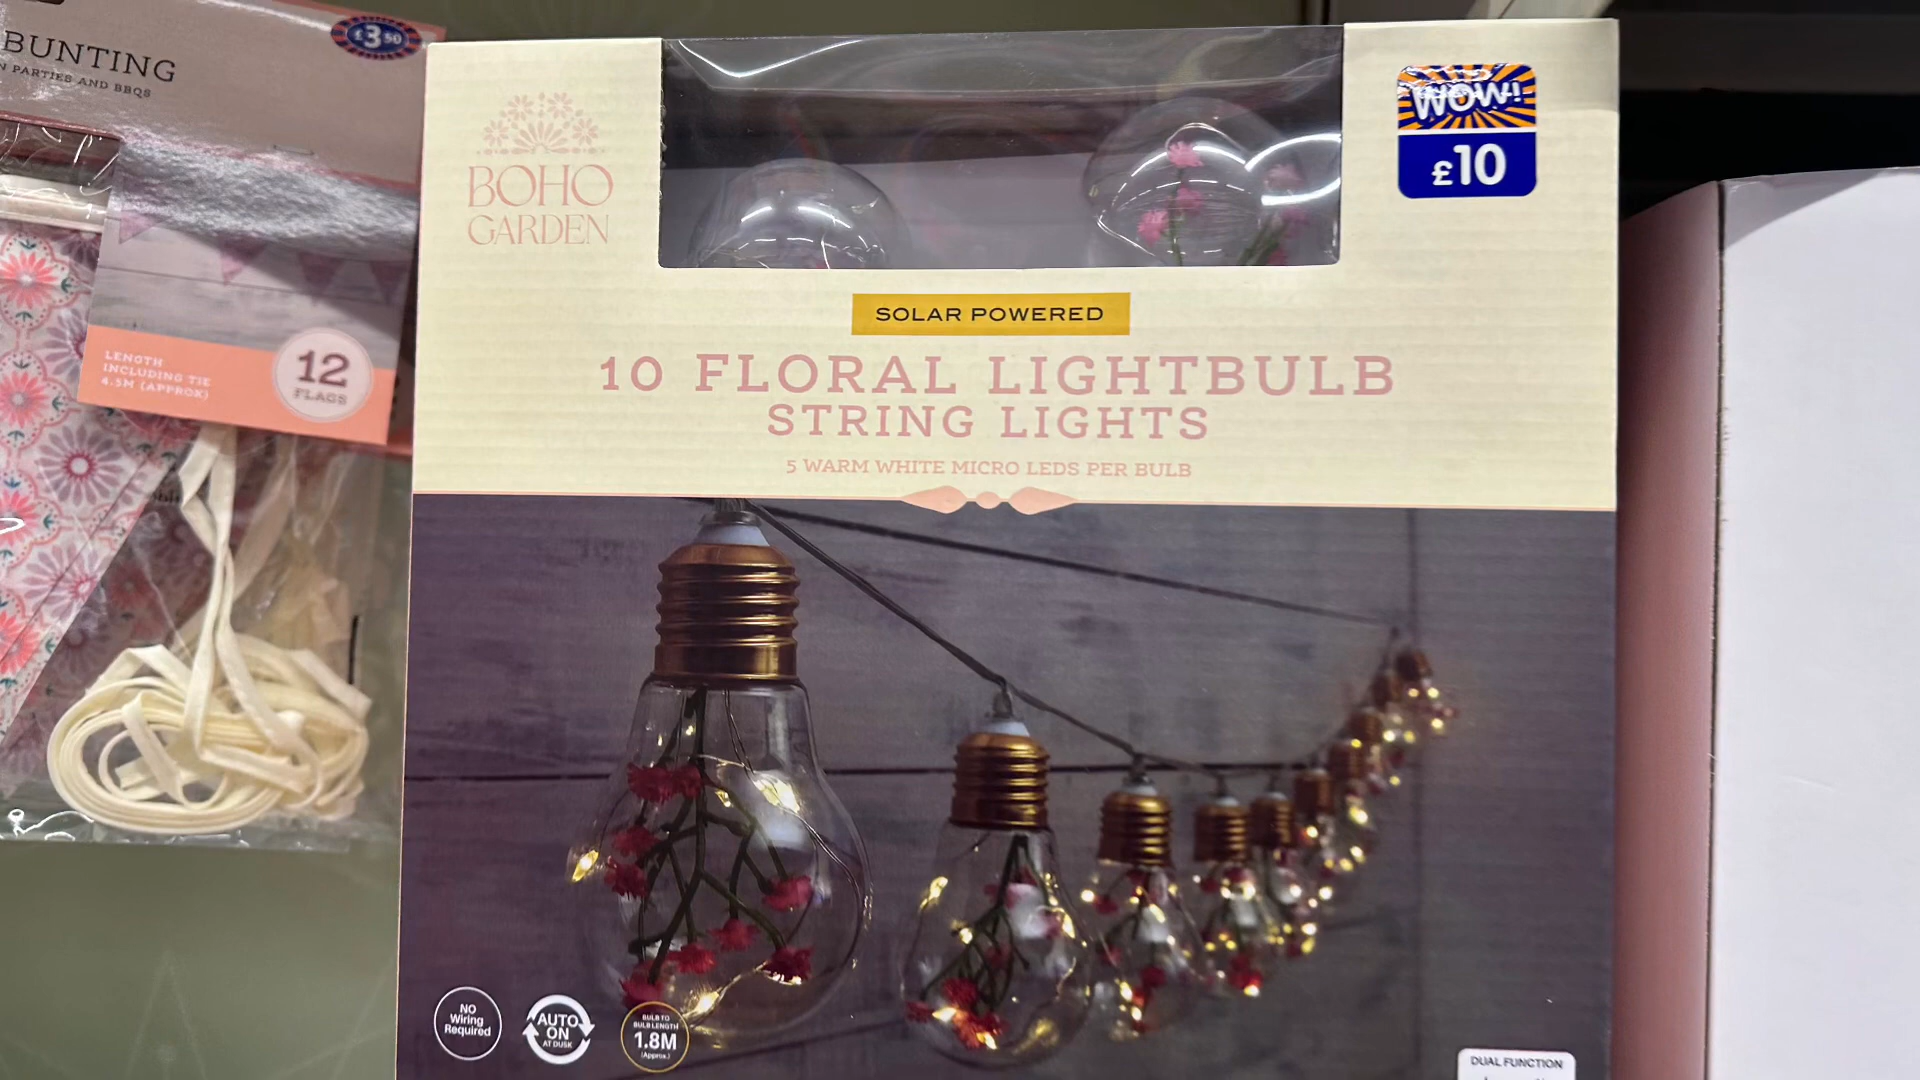 BUNTING
PARTIES AND BBQS
£3.50
LENGTH
INCLUDING TIE
4.5M (APPROX)
12
FLAGS
BOHO
GARDEN
WOW!
£10
SOLAR POWERED
10 FLORAL LIGHTBULB
STRING LIGHTS
5 WARM WHITE MICRO LEDS PER BULB
NO
Wiring
Required
AUTO
ON
AT DUSK
BULB TO
BULB LENGTH
1.8M
(Approx.)
DUAL FUNCTION